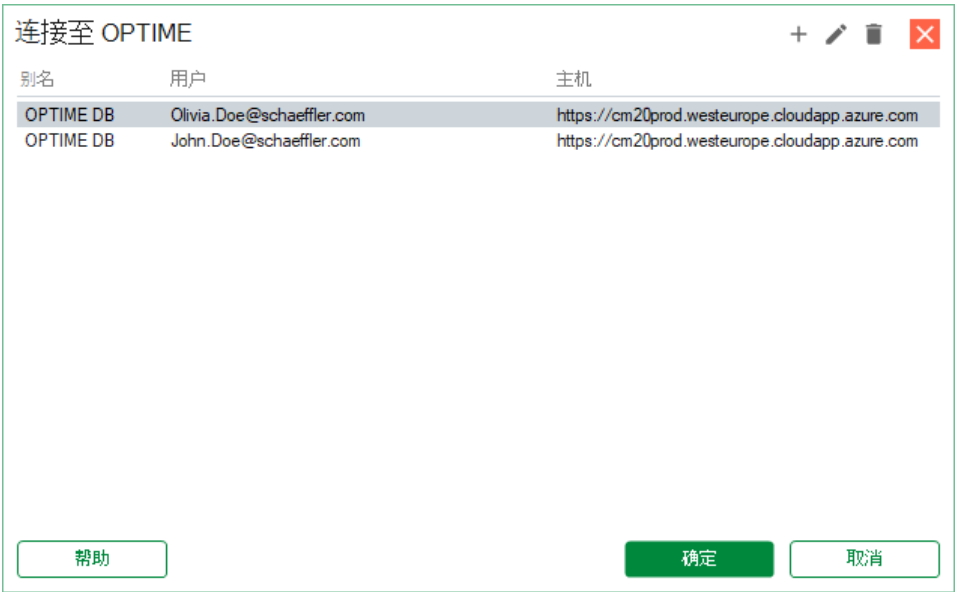 连接至 OPTIME
别名 用户 主机
OPTIME DB Olivia.Doe@schaeffler.com https://cm20prod.westeurope.cloudapp.azure.com
OPTIME DB John.Doe@schaeffler.com https://cm20prod.westeurope.cloudapp.azure.com
帮助 确定 取消